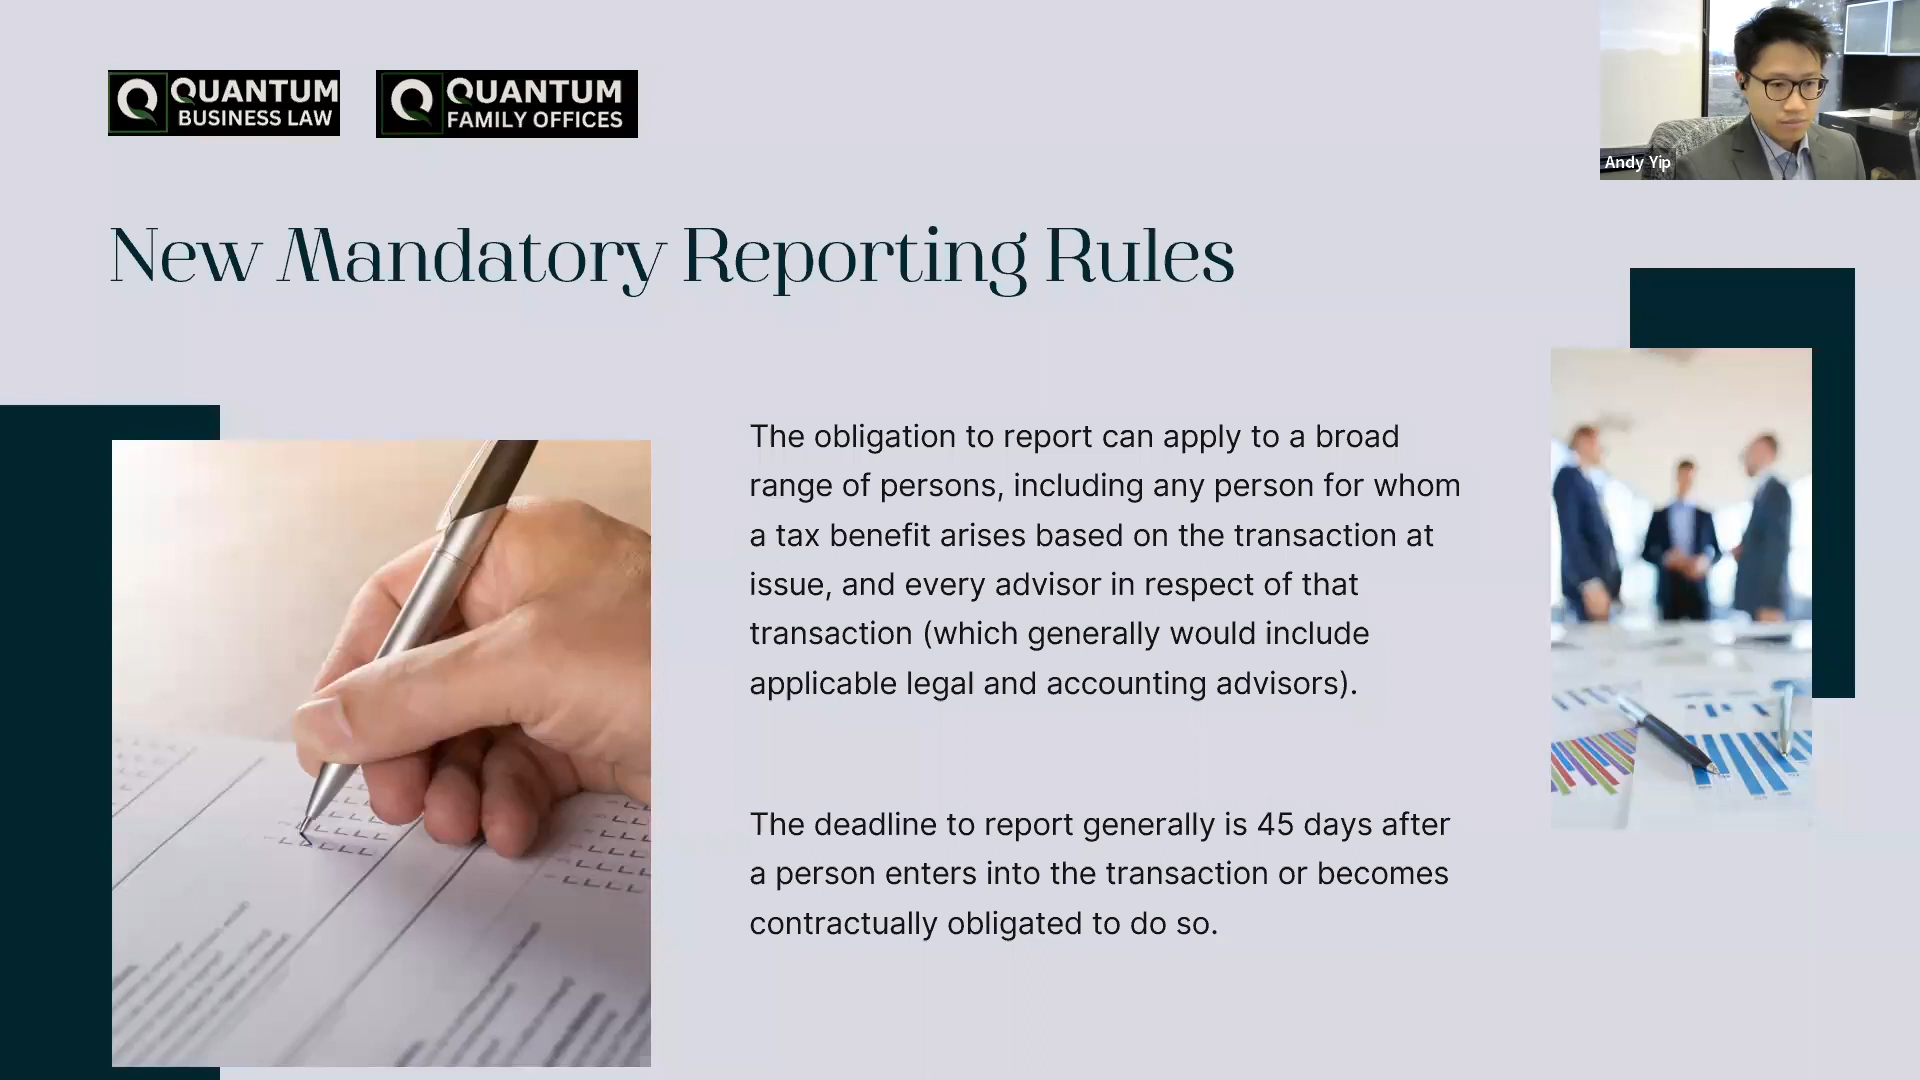 QUANTUM
BUSINESS LAW
QUANTUM
FAMILY OFFICES
Andy Yip
New Mandatory Reporting Rules
The obligation to report can apply to a broad
range of persons, including any person for whom
a tax benefit arises based on the transaction at
issue, and every advisor in respect of that
transaction (which generally would include
applicable legal and accounting advisors).
The deadline to report generally is 45 days after
a person enters into the transaction or becomes
contractually obligated to do so.